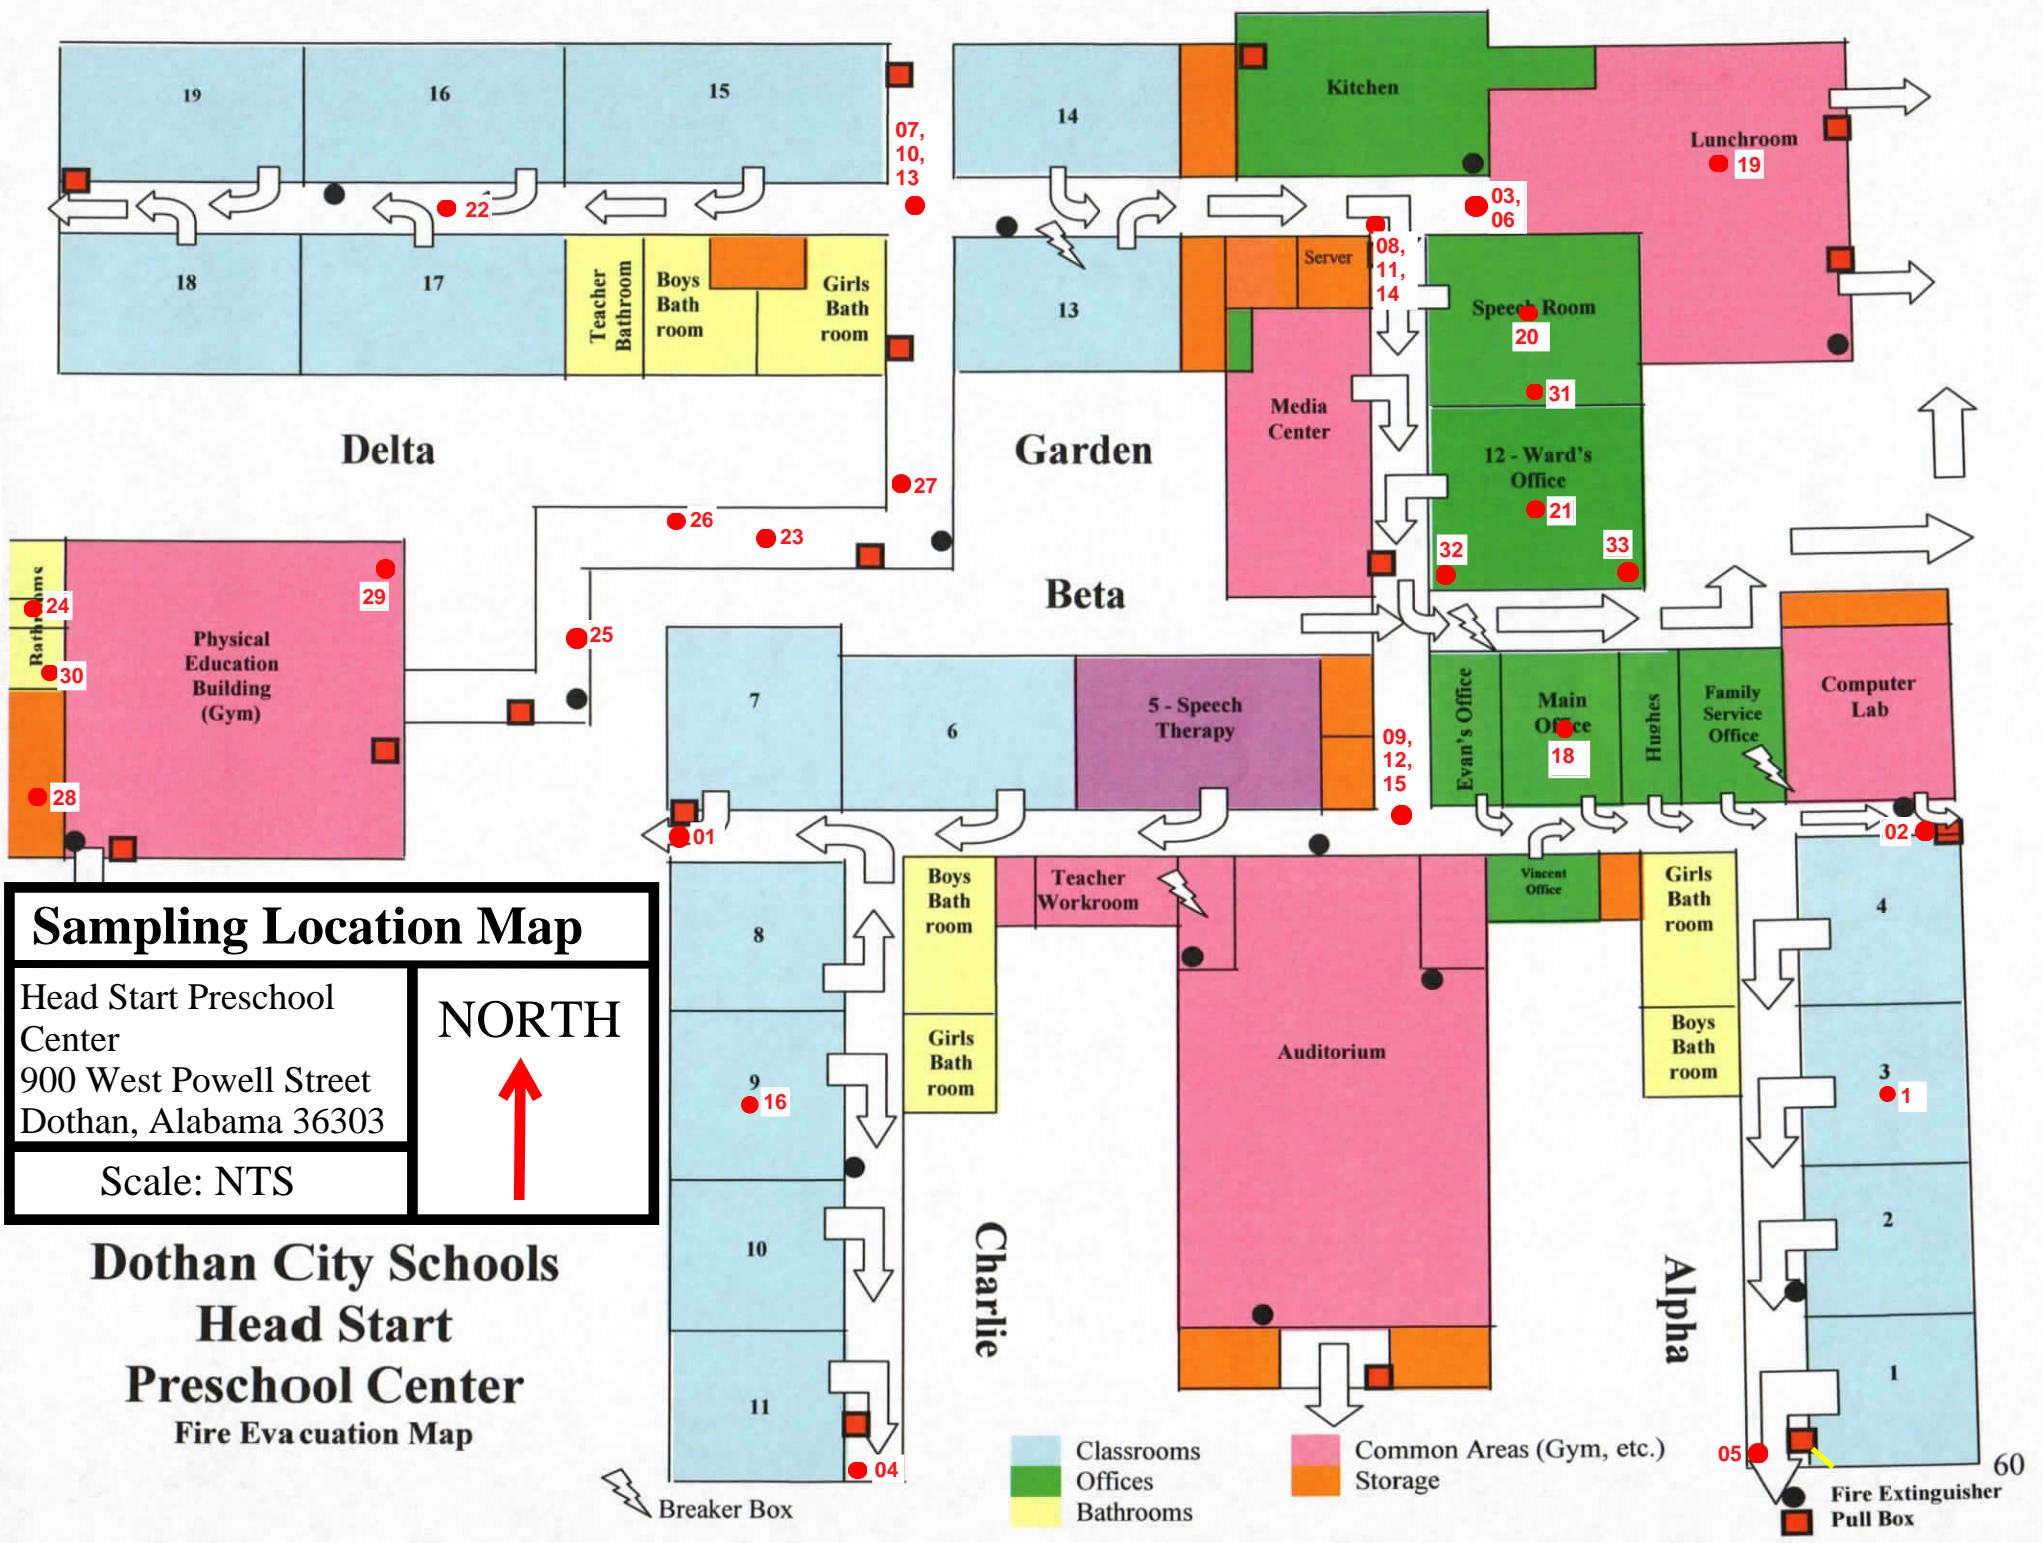 19
16
15
14
Kitchen
Lunchroom
19
07,
10,
13
22
03,
06
18
17
Teacher
Bathroom
Boys
Bath
room
Girls
Bath
room
13
Server
08,
11,
14
Speech Room
20
31
Media
Center
12 - Ward's
Office
21
32
33
Delta
Garden
27
26
23
Beta
Bathrooms
24
30
28
29
Physical
Education
Building
(Gym)
25
7
6
5 - Speech
Therapy
09,
12,
15
Evan's Office
Main
Office
18
Hughes
Family
Service
Office
Computer
Lab
01
02
8
Boys
Bath
room
Teacher
Workroom
Vincent
Office
Girls
Bath
room
4
Sampling Location Map
Head Start Preschool
Center
900 West Powell Street
Dothan, Alabama 36303
NORTH
Scale: NTS
9
16
Girls
Bath
room
Auditorium
Boys
Bath
room
3
1
10
Charlie
Alpha
2
11
1
04
05
Dothan City Schools
Head Start
Preschool Center
Fire Evacuation Map
Breaker Box
Classrooms
Offices
Bathrooms
Common Areas (Gym, etc.)
Storage
60
Fire Extinguisher
Pull Box